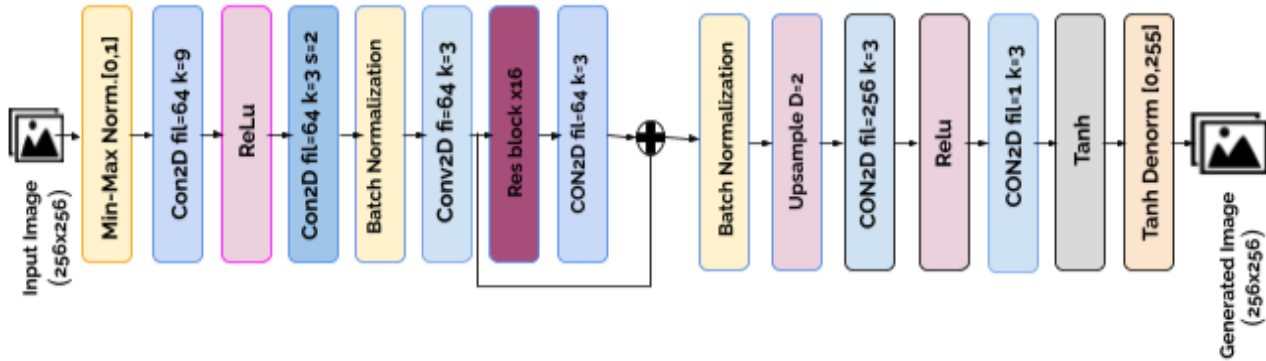 Input Image
(256x256)
Min-Max Norm.[0,1]
Con2D fil=64 k=9
ReLu
Con2D fil=64 k=3 s=2
Batch Normalization
Conv2D fi=64 k=3
Res block x16
CON2D fil=64 k=3
Batch Normalization
Upsample D=2
CON2D fil=256 k=3
Relu
CON2D fil=1 k=3
Tanh
Tanh Denorm [0,255]
Generated Image
(256x256)